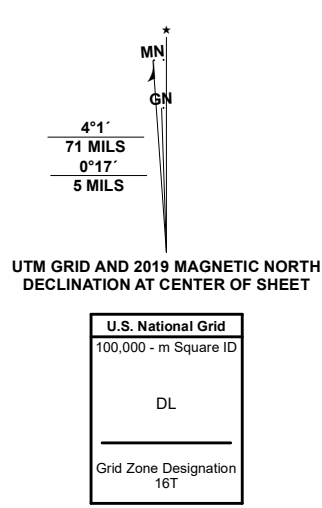 MN
GN
4°1´
71 MILS
0°17´
5 MILS
UTM GRID AND 2019 MAGNETIC NORTH
DECLINATION AT CENTER OF SHEET
U.S. National Grid
100,000 - m Square ID
DL
Grid Zone Designation
16T